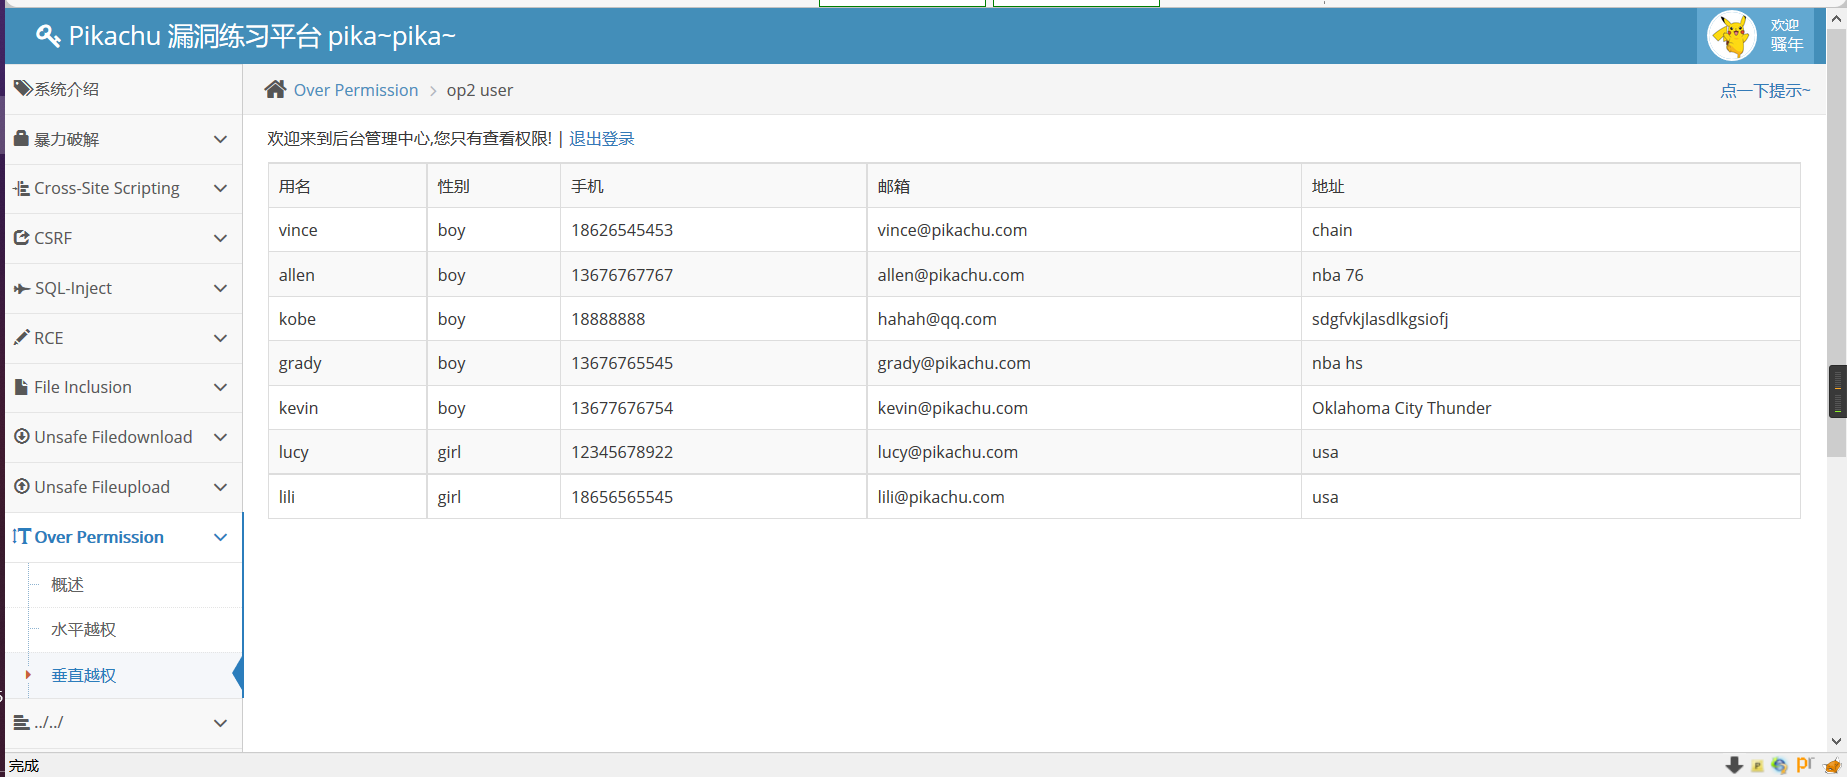 Pikachu 漏洞练习平台 pika~pika~
欢迎
骚年
系统介绍
暴力破解
Cross-Site Scripting
CSRF
SQL-Inject
RCE
File Inclusion
Unsafe Filedownload
Unsafe Fileupload
Over Permission
概述
水平越权
垂直越权
../../
Over Permission > op2 user
点一下提示~
欢迎来到后台管理中心,您只有查看权限! | 退出登录
用名 性别 手机 邮箱 地址
vince boy 18626545453 vince@pikachu.com chain
allen boy 13676767767 allen@pikachu.com nba 76
kobe boy 18888888 hahah@qq.com sdgfvkjlasdlkgsiofj
grady boy 13676765545 grady@pikachu.com nba hs
kevin boy 13677676754 kevin@pikachu.com Oklahoma City Thunder
lucy girl 12345678922 lucy@pikachu.com usa
lili girl 18656565545 lili@pikachu.com usa
完成
pr